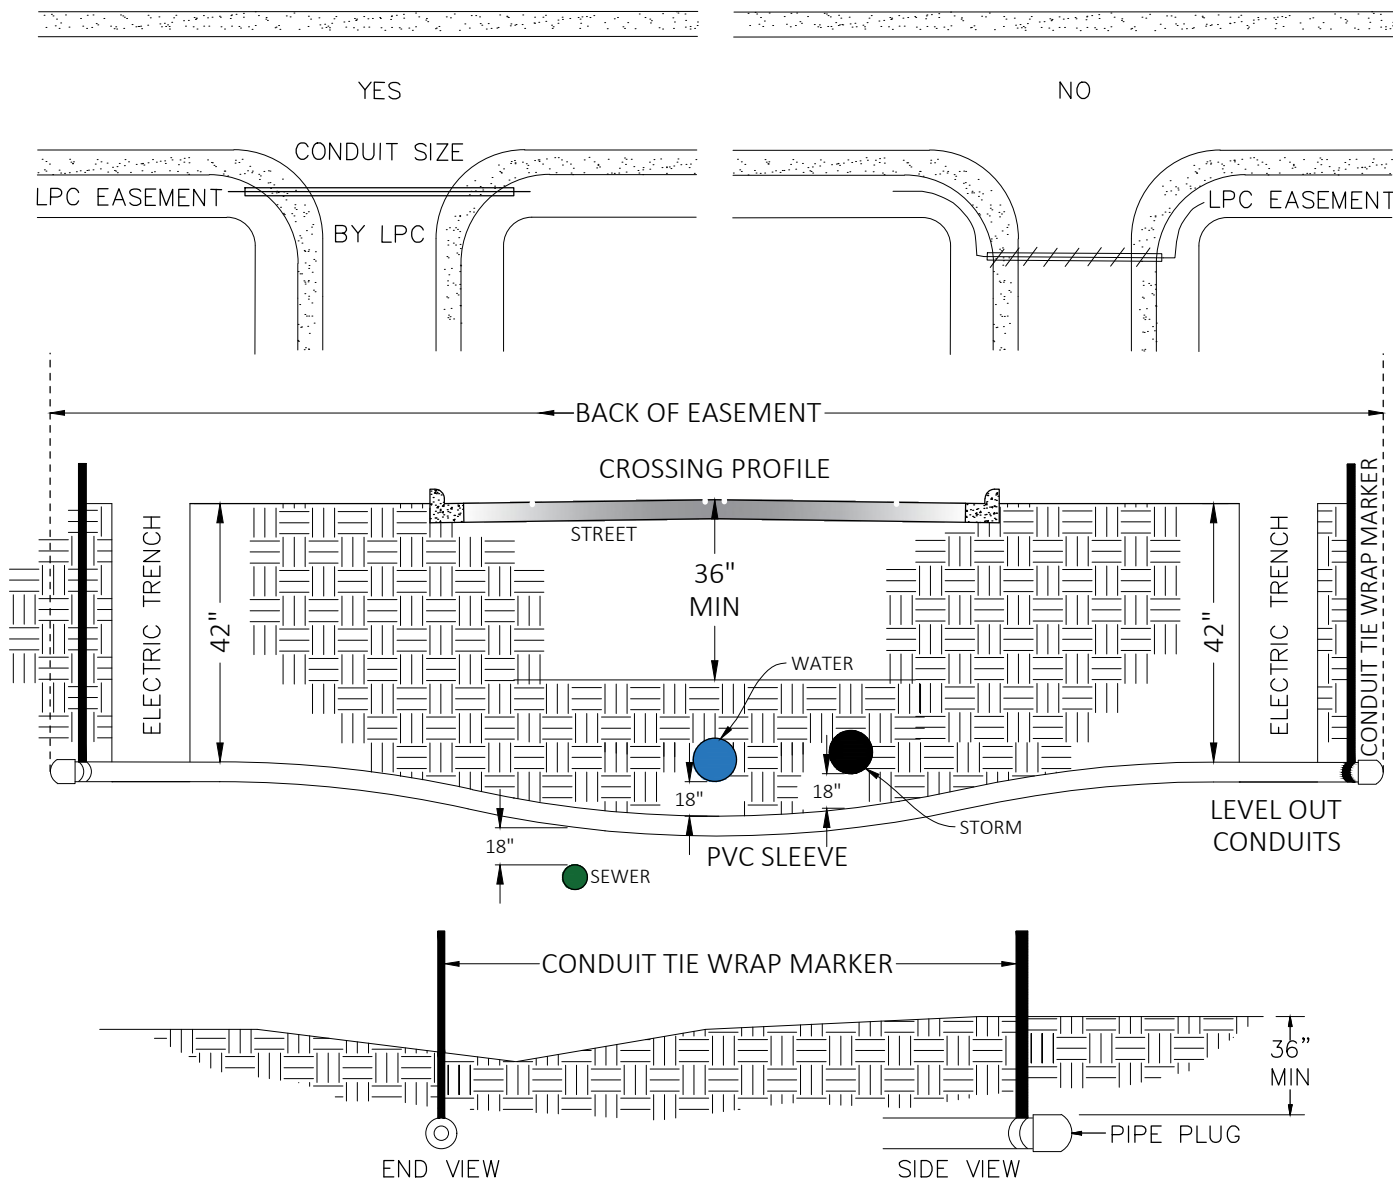 YES
NO
CONDUIT SIZE
LPC EASEMENT
BY LPC
LPC EASEMENT
BACK OF EASEMENT
CROSSING PROFILE
STREET
ELECTRIC TRENCH
42"
36"
MIN
WATER
42"
ELECTRIC TRENCH
CONDUIT TIE WRAP MARKER
18"
18"
STORM
LEVEL OUT
CONDUITS
18"
PVC SLEEVE
SEWER
CONDUIT TIE WRAP MARKER
36”
MIN
PIPE PLUG
END VIEW
SIDE VIEW